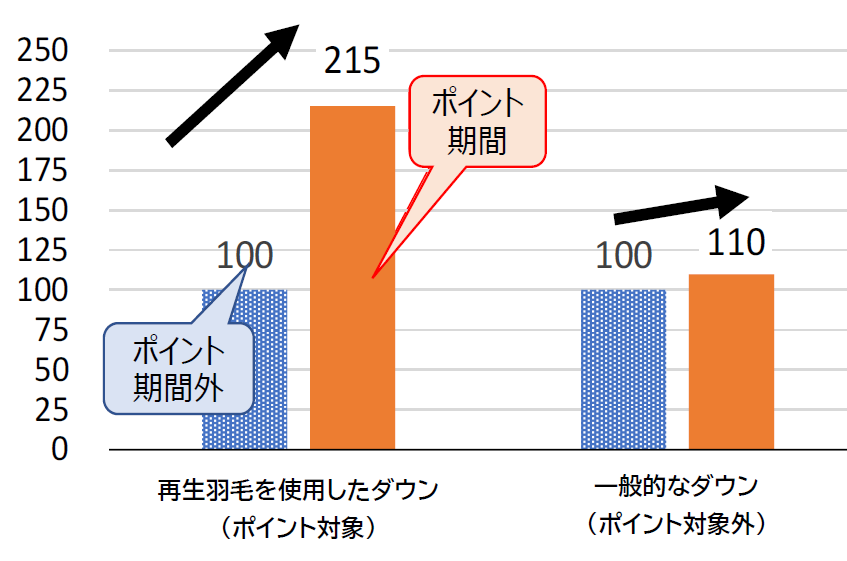 250
225
200
175
150
125
100
75
50
25
0
215
ポイント
期間
100
ポイント
期間外
100
110
再生羽毛を使用したダウン
（ポイント対象）
一般的なダウン
（ポイント対象外）